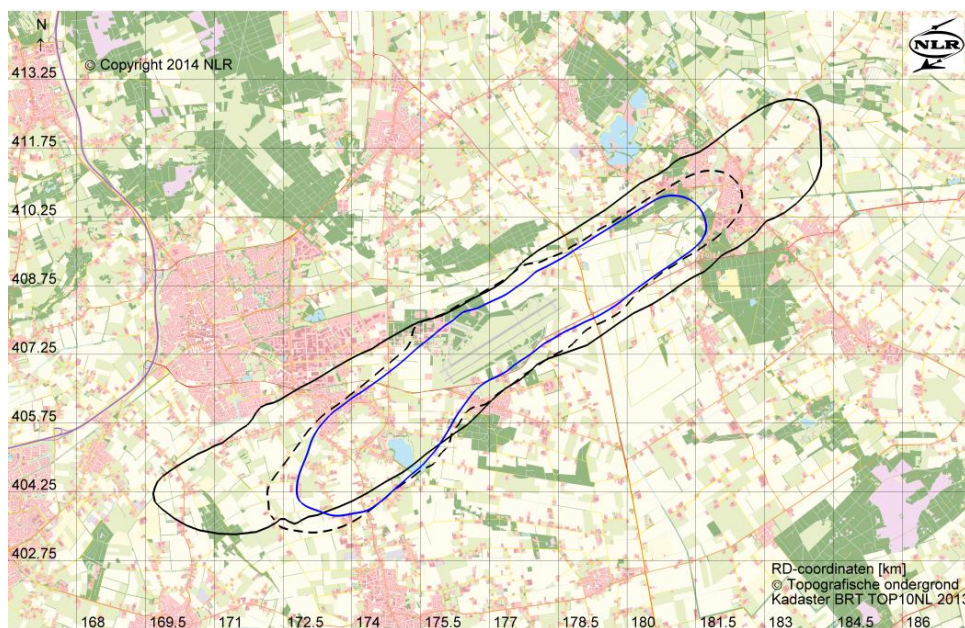 N
↑
© Copyright 2014 NLR
NLR
413.25
411.75
410.25
408.75
407.25
405.75
404.25
402.75
RD-coordinaten [km]
© Topografische ondergrond
Kadaster BRT TOP10NL 2013
168 169.5 171 172.5 174 175.5 177 178.5 180 181.5 183 184.5 186